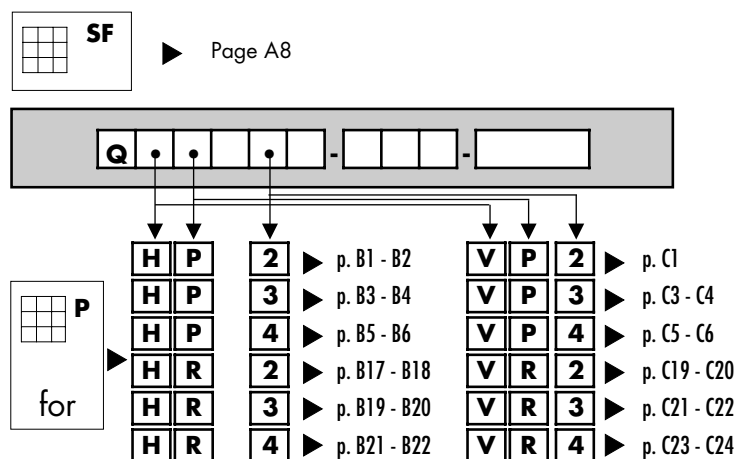 SF
Page A8
Q - -
H P 2 p. B1 - B2 V P 2 p. C1
H P 3 p. B3 - B4 V P 3 p. C3 - C4
P
H P 4 p. B5 - B6 V P 4 p. C5 - C6
H R 2 p. B17 - B18 V R 2 p. C19 - C20
for
H R 3 p. B19 - B20 V R 3 p. C21 - C22
H R 4 p. B21 - B22 V R 4 p. C23 - C24